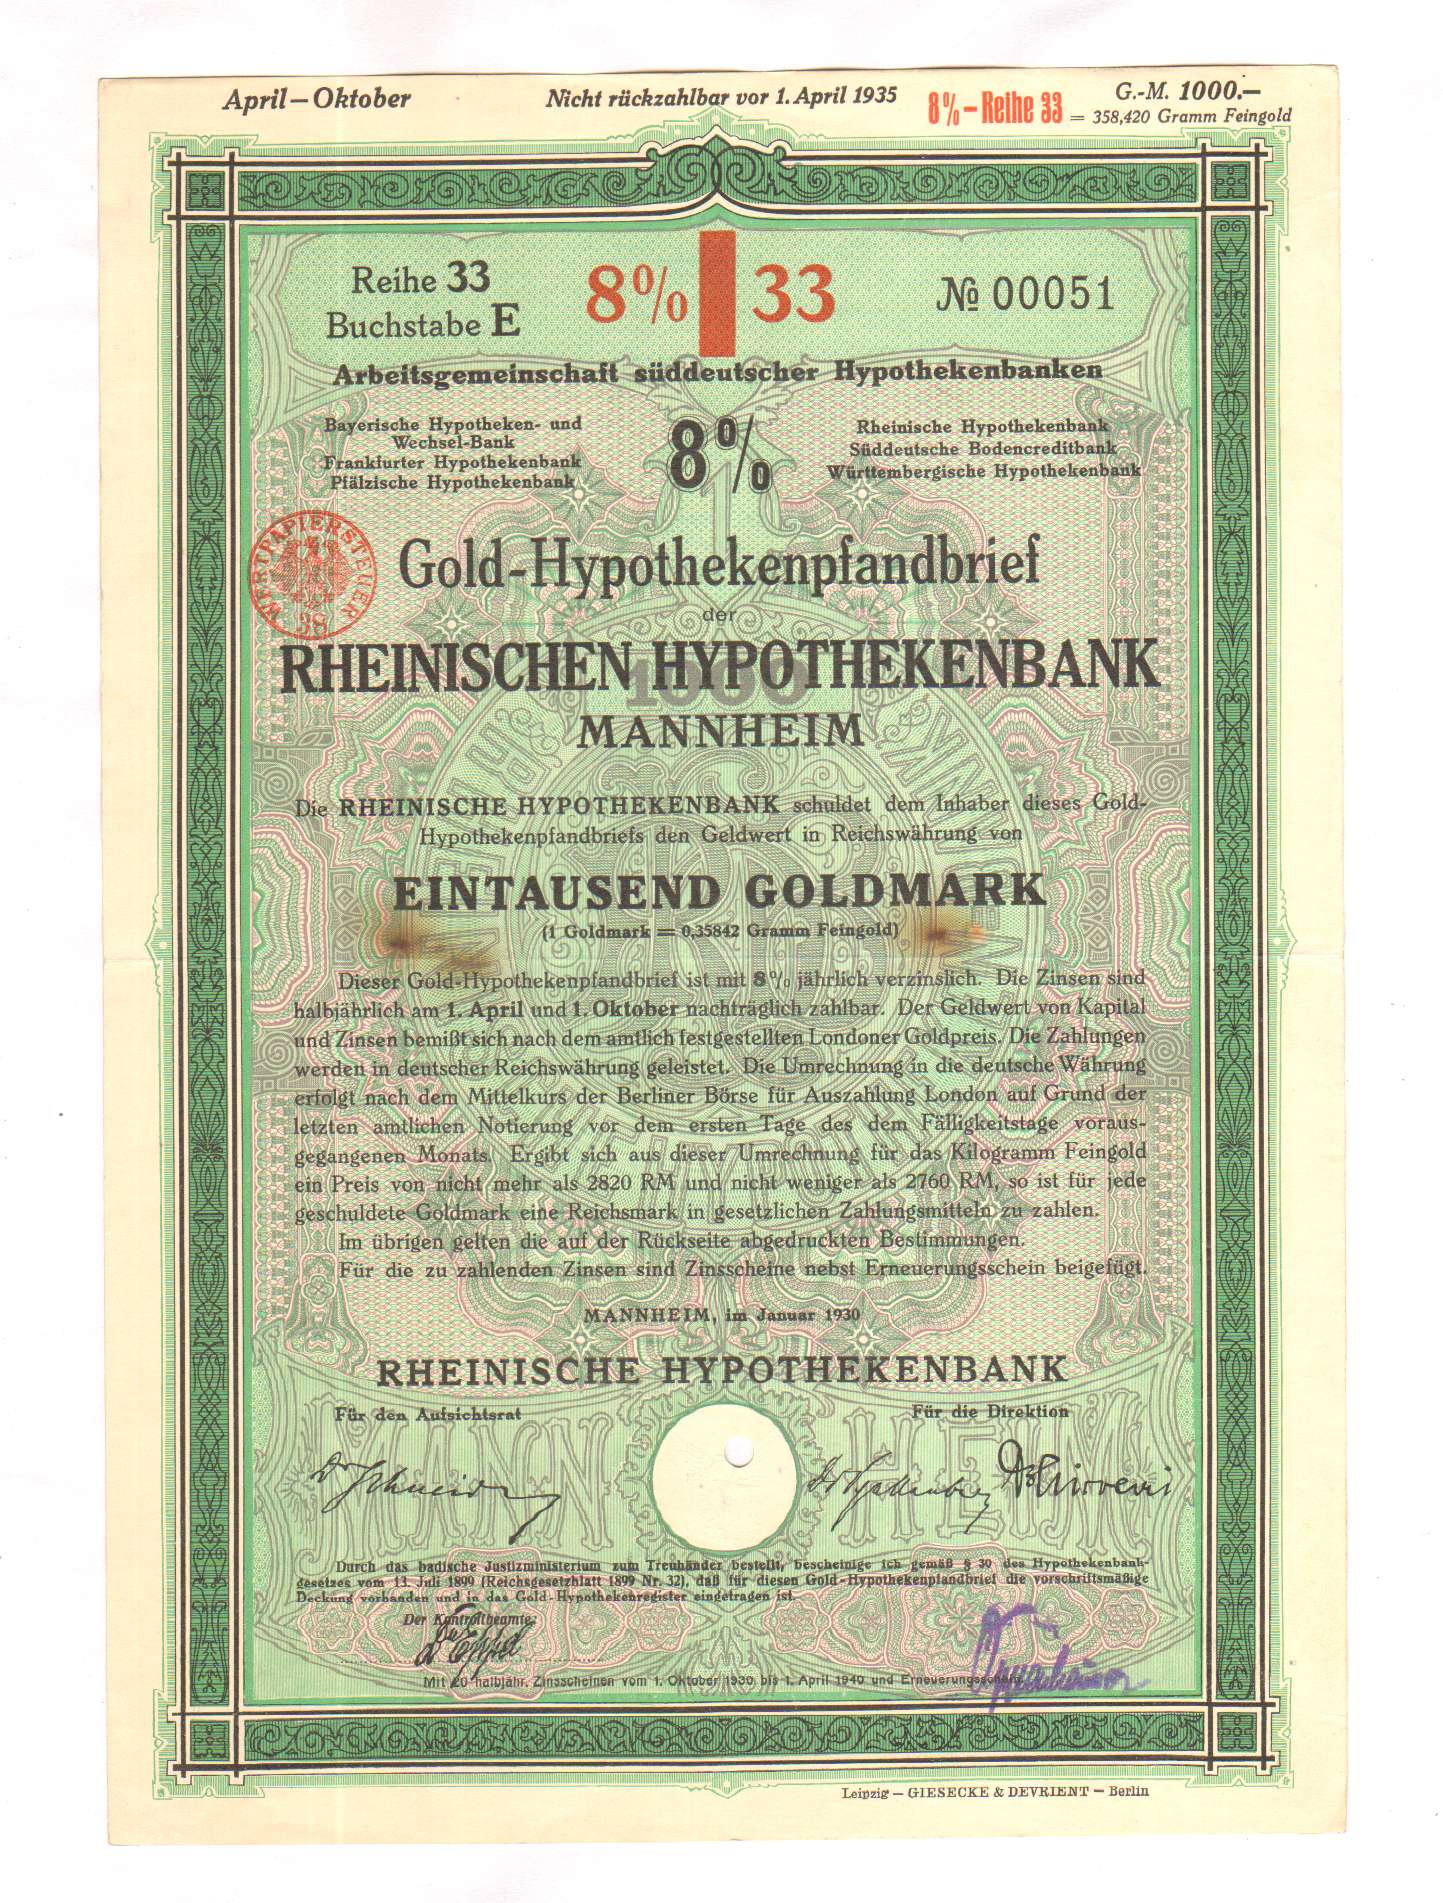 April–Oktober
Nicht rückzahlbar vor 1. April 1935
8%–Reihe 33
G.-M. 1000.–
= 358,420 Gramm Feingold
Reihe 33
Buchstabe E
8% 33
№ 00051
Arbeitsgemeinschaft süddeutscher Hypothekenbanken
Bayerische Hypotheken- und
Wechsel-Bank
Frankfurter Hypothekenbank
Pfälzische Hypothekenbank
8%
Rheinische Hypothekenbank
Süddeutsche Bodencreditbank
Württembergische Hypothekenbank
WERTPAPIERSTEUER
38
Gold-Hypothekenpfandbrief
der
RHEINISCHEN HYPOTHEKENBANK
1000
MANNHEIM
Die RHEINISCHE HYPOTHEKENBANK schuldet dem Inhaber dieses Gold-
Hypothekenpfandbriefs den Geldwert in Reichswährung von
EINTAUSEND GOLDMARK
(1 Goldmark = 0,35842 Gramm Feingold)
Dieser Gold-Hypothekenpfandbrief ist mit 8% jährlich verzinslich. Die Zinsen sind
halbjährlich am 1. April und 1. Oktober nachträglich zahlbar. Der Geldwert von Kapital
und Zinsen bemißt sich nach dem amtlich festgestellten Londoner Goldpreis. Die Zahlungen
werden in deutscher Reichswährung geleistet. Die Umrechnung in die deutsche Währung
erfolgt nach dem Mittelkurs der Berliner Börse für Auszahlung London auf Grund der
letzten amtlichen Notierung vor dem ersten Tage des dem Fälligkeitstage voraus-
gegangenen Monats. Ergibt sich aus dieser Umrechnung für das Kilogramm Feingold
ein Preis von nicht mehr als 2820 RM und nicht weniger als 2760 RM, so ist für jede
geschuldete Goldmark eine Reichsmark in gesetzlichen Zahlungsmitteln zu zahlen.
Im übrigen gelten die auf der Rückseite abgedruckten Bestimmungen.
Für die zu zahlenden Zinsen sind Zinsscheine nebst Erneuerungsschein beigefügt.
MANNHEIM, im Januar 1930
RHEINISCHE HYPOTHEKENBANK
Für den Aufsichtsrat
Für die Direktion
MANNHEIM
Durch das badische Justizministerium zum Treuhänder bestellt, bescheinige ich gemäß § 30 des Hypothekenbank-
gesetzes vom 13. Juli 1899 (Reichsgesetzblatt 1899 Nr. 32), daß für diesen Gold-Hypothekenpfandbrief die vorschriftsmäßige
Deckung vorhanden und in das Gold-Hypothekenregister eingetragen ist.
Der Kontrollbeamte:
Mit 20 halbjähr. Zinsscheinen vom 1. Oktober 1930 bis 1. April 1940 und Erneuerungsschein.
Leipzig – GIESECKE & DEVRIENT – Berlin